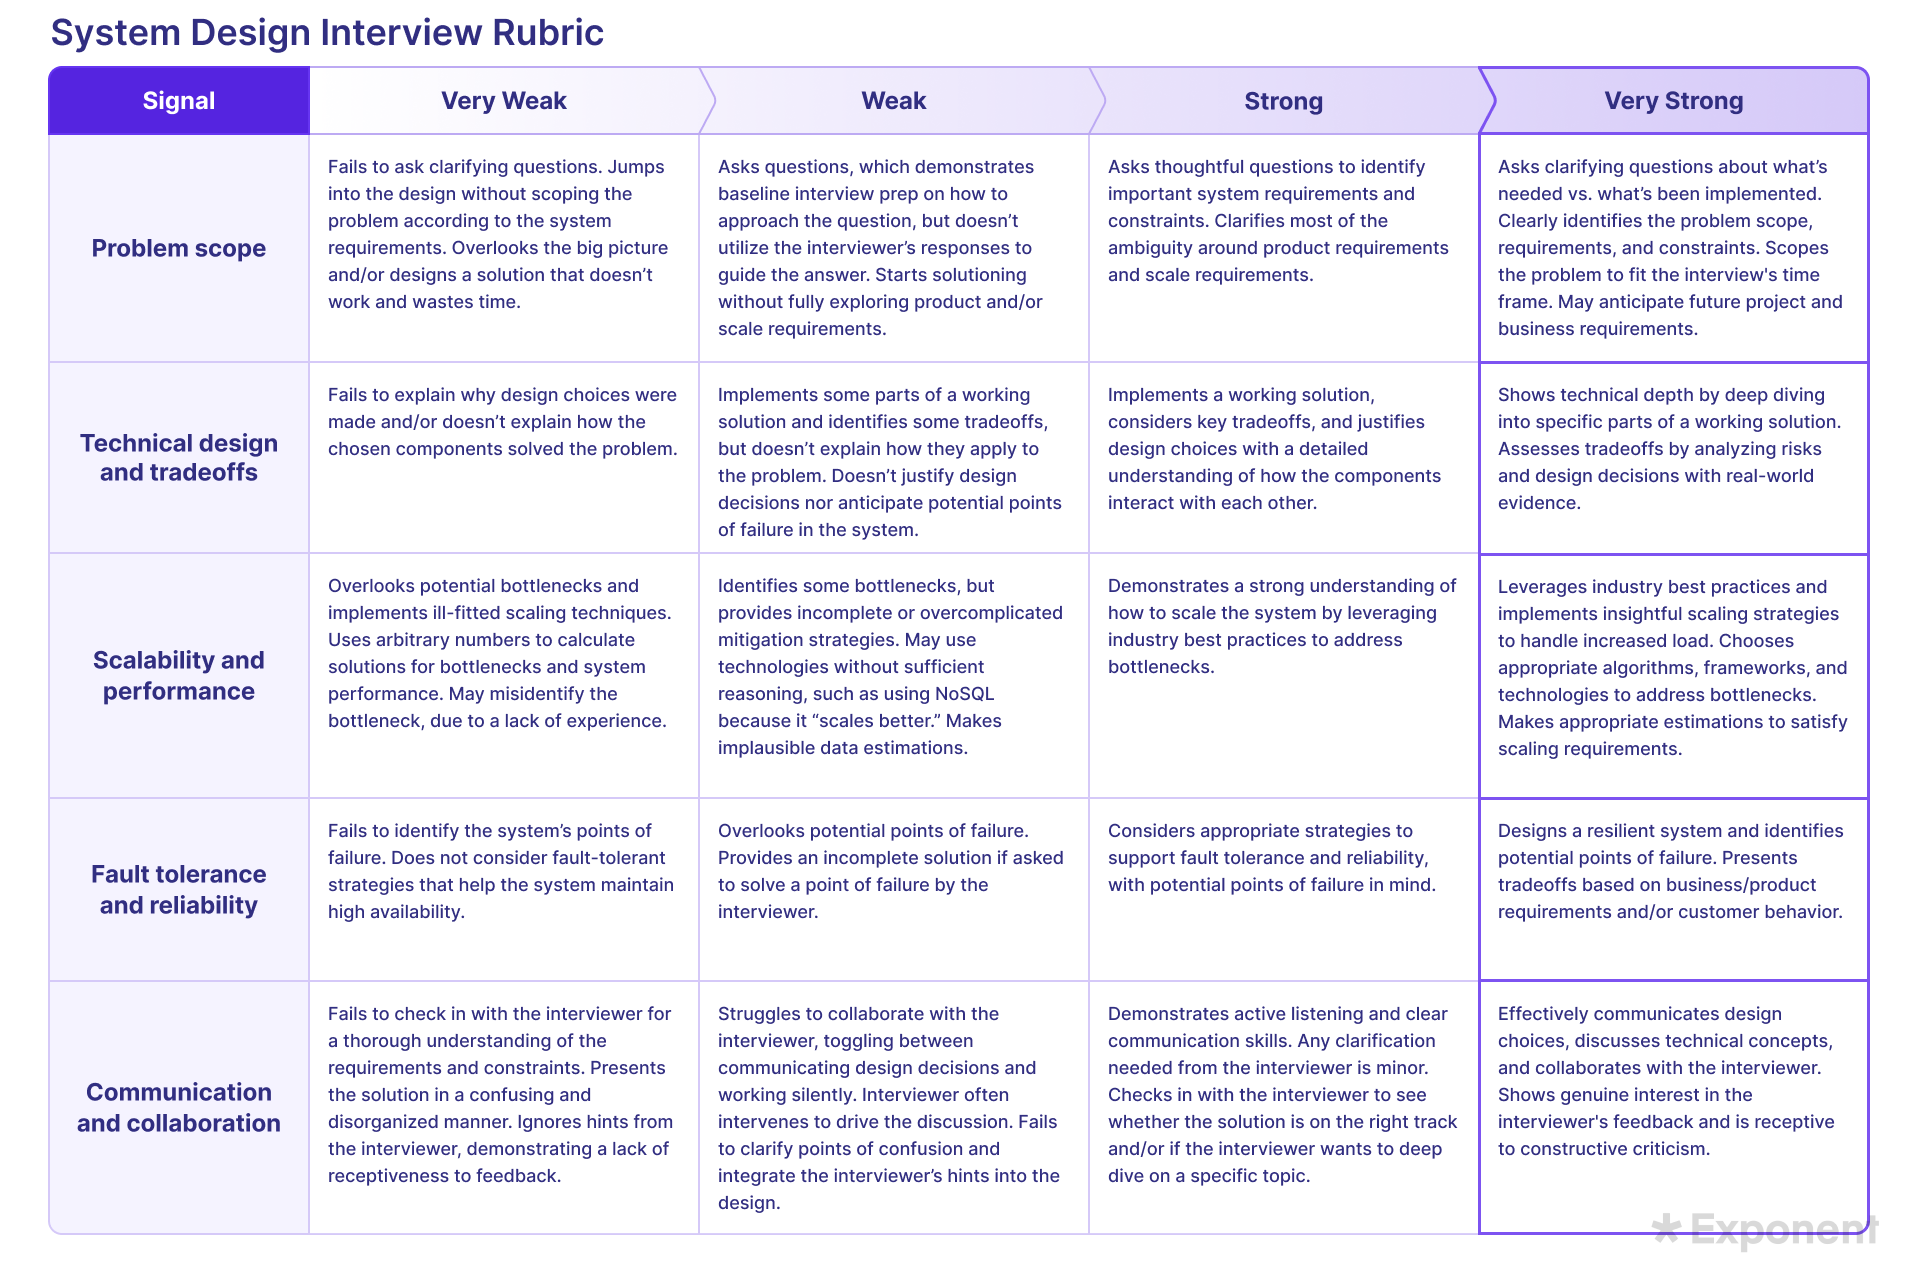 System Design Interview Rubric
Signal
Very Weak
Weak
Strong
Very Strong
Problem scope
Fails to ask clarifying questions. Jumps
into the design without scoping the
problem according to the system
requirements. Overlooks the big picture
and/or designs a solution that doesn’t
work and wastes time.
Asks questions, which demonstrates
baseline interview prep on how to
approach the question, but doesn’t
utilize the interviewer’s responses to
guide the answer. Starts solutioning
without fully exploring product and/or
scale requirements.
Asks thoughtful questions to identify
important system requirements and
constraints. Clarifies most of the
ambiguity around product requirements
and scale requirements.
Asks clarifying questions about what’s
needed vs. what’s been implemented.
Clearly identifies the problem scope,
requirements, and constraints. Scopes
the problem to fit the interview's time
frame. May anticipate future project and
business requirements.
Technical design
and tradeoffs
Fails to explain why design choices were
made and/or doesn’t explain how the
chosen components solved the problem.
Implements some parts of a working
solution and identifies some tradeoffs,
but doesn’t explain how they apply to
the problem. Doesn’t justify design
decisions nor anticipate potential points
of failure in the system.
Implements a working solution,
considers key tradeoffs, and justifies
design choices with a detailed
understanding of how the components
interact with each other.
Shows technical depth by deep diving
into specific parts of a working solution.
Assesses tradeoffs by analyzing risks
and design decisions with real-world
evidence.
Scalability and
performance
Overlooks potential bottlenecks and
implements ill-fitted scaling techniques.
Uses arbitrary numbers to calculate
solutions for bottlenecks and system
performance. May misidentify the
bottleneck, due to a lack of experience.
Identifies some bottlenecks, but
provides incomplete or overcomplicated
mitigation strategies. May use
technologies without sufficient
reasoning, such as using NoSQL
because it “scales better.” Makes
implausible data estimations.
Demonstrates a strong understanding of
how to scale the system by leveraging
industry best practices to address
bottlenecks.
Leverages industry best practices and
implements insightful scaling strategies
to handle increased load. Chooses
appropriate algorithms, frameworks, and
technologies to address bottlenecks.
Makes appropriate estimations to satisfy
scaling requirements.
Fault tolerance
and reliability
Fails to identify the system’s points of
failure. Does not consider fault-tolerant
strategies that help the system maintain
high availability.
Overlooks potential points of failure.
Provides an incomplete solution if asked
to solve a point of failure by the
interviewer.
Considers appropriate strategies to
support fault tolerance and reliability,
with potential points of failure in mind.
Designs a resilient system and identifies
potential points of failure. Presents
tradeoffs based on business/product
requirements and/or customer behavior.
Communication
and collaboration
Fails to check in with the interviewer for
a thorough understanding of the
requirements and constraints. Presents
the solution in a confusing and
disorganized manner. Ignores hints from
the interviewer, demonstrating a lack of
receptiveness to feedback.
Struggles to collaborate with the
interviewer, toggling between
communicating design decisions and
working silently. Interviewer often
intervenes to drive the discussion. Fails
to clarify points of confusion and
integrate the interviewer’s hints into the
design.
Demonstrates active listening and clear
communication skills. Any clarification
needed from the interviewer is minor.
Checks in with the interviewer to see
whether the solution is on the right track
and/or if the interviewer wants to deep
dive on a specific topic.
Effectively communicates design
choices, discusses technical concepts,
and collaborates with the interviewer.
Shows genuine interest in the
interviewer's feedback and is receptive
to constructive criticism.
Exponent